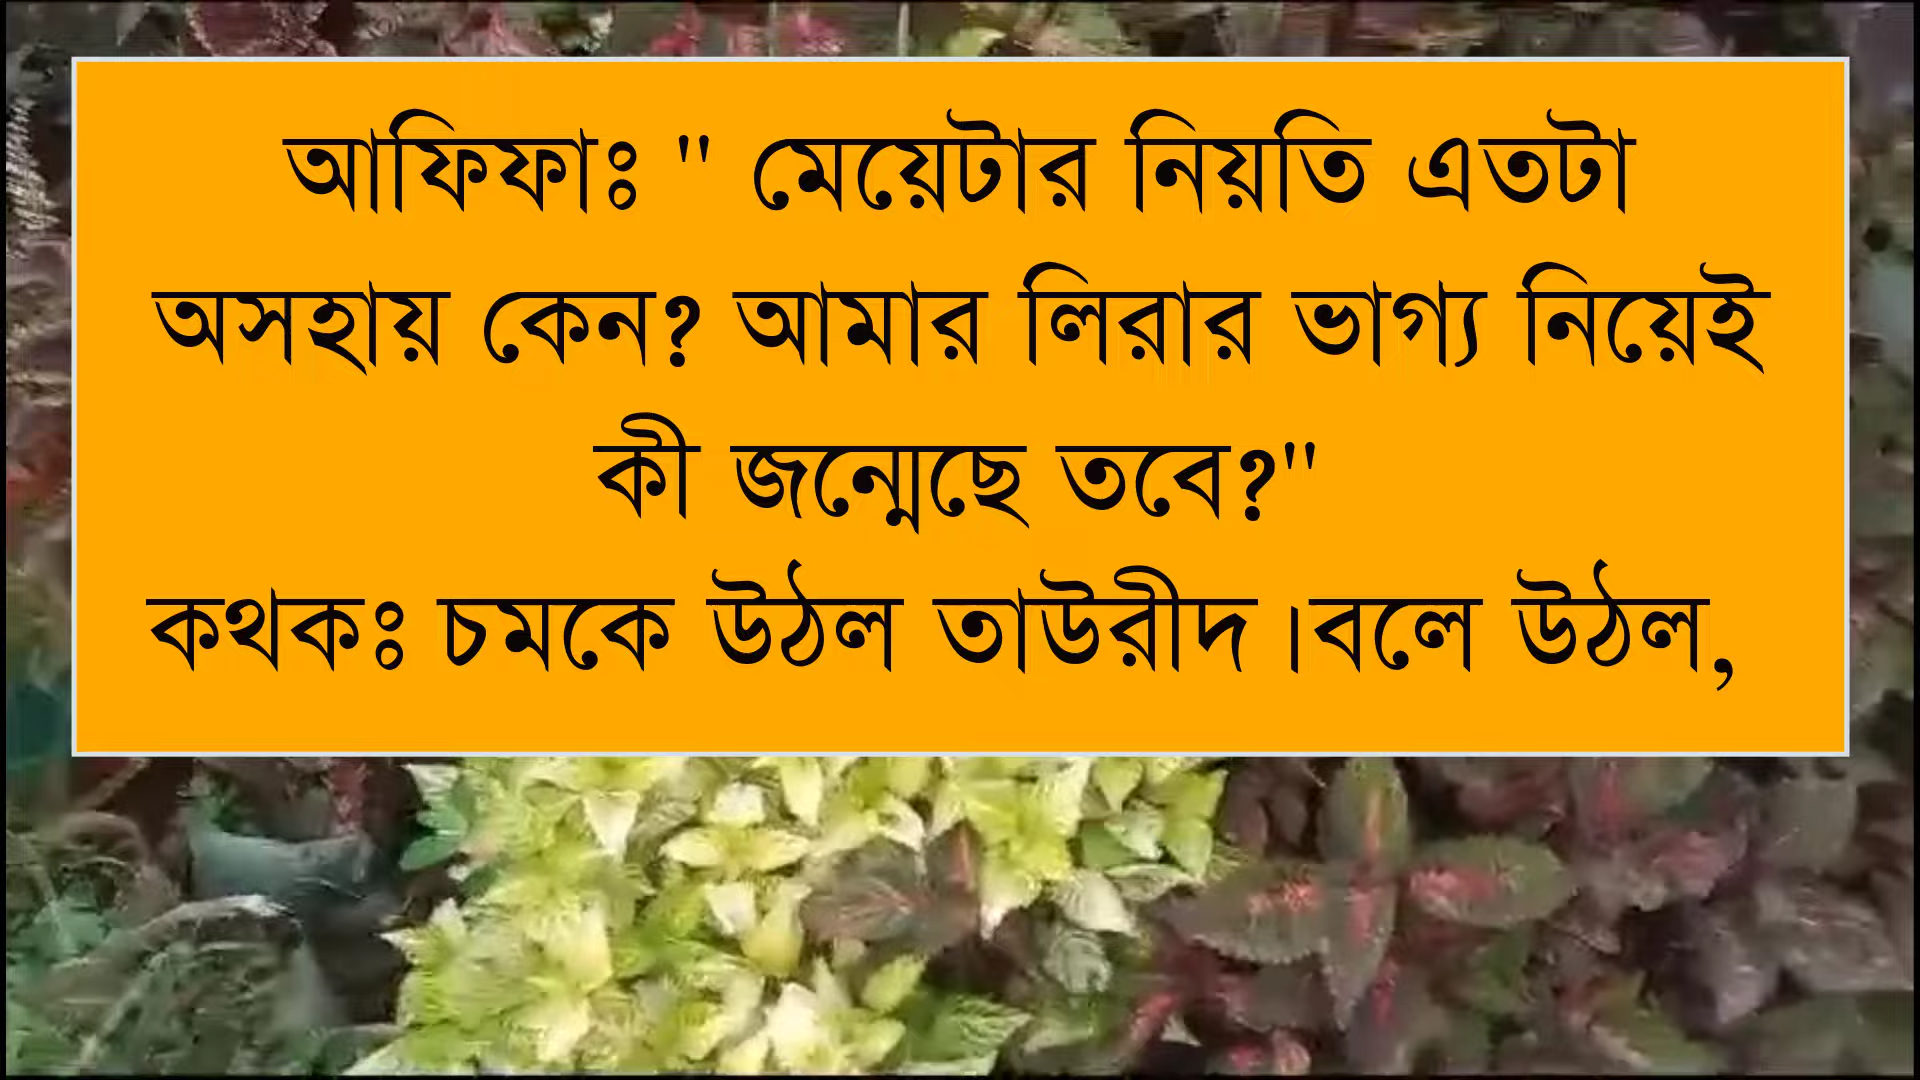 আফিফাঃ " মেয়েটার নিয়তি এতটা
অসহায় কেন? আমার লিরার ভাগ্য নিয়েই
কী জন্মেছে তবে?"
কথকঃ চমকে উঠল তাউরীদ।বলে উঠল,